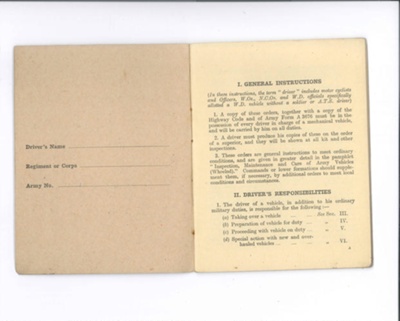 Driver's Name
Regiment or Corps
Army No.
I. GENERAL INSTRUCTIONS
(In these instructions, the term "driver" includes motor cyclists
and Officers, W.Os., N.C.Os. and W.D. officials specifically
allotted a W.D. vehicle without a soldier or A.T.S. driver)
1. A copy of these orders, together with a copy of the
Highway Code and of Army Form A 3676 must be in the
possession of every driver in charge of a mechanical vehicle,
and will be carried by him on all duties.
2. A driver must produce his copies of these on the order
of a superior, and they will be shown at all kit and other
inspections.
3. These orders are general instructions to meet ordinary
conditions, and are given in greater detail in the pamphlet
"Inspection, Maintenance and Care of Army Vehicles
(Wheeled)." Commands or lower formations should supple-
ment them, if necessary, by additional orders to meet local
conditions and circumstances.
II. DRIVER'S RESPONSIBILITIES
1. The driver of a vehicle, in addition to his ordinary
military duties, is responsible for the following :—
(a) Taking over a vehicle ... ... See Sec. III.
(b) Preparation of vehicle for duty ... „ IV.
(c) Proceeding with vehicle on duty ... „ V.
(d) Special action with new and over-
hauled vehicles ... ... „ VI.